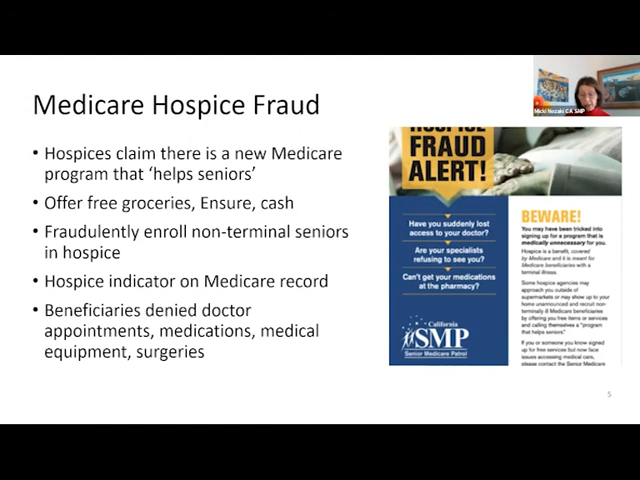 Medicare Hospice Fraud
• Hospices claim there is a new Medicare
program that ‘helps seniors’
• Offer free groceries, Ensure, cash
• Fraudulently enroll non-terminal seniors
in hospice
• Hospice indicator on Medicare record
• Beneficiaries denied doctor
appointments, medications, medical
equipment, surgeries
Micki Nozaki CA SMP
HOSPICE
FRAUD
ALERT!
Have you suddenly lost
access to your doctor?
Are your specialists
refusing to see you?
Can't get your medications
at the pharmacy?
California
SMP
Senior Medicare Patrol
BEWARE!
You may have been tricked into
signing up for a program that is
medically unnecessary for you.
Hospice is a benefit, covered
by Medicare and it is meant for
Medicare beneficiaries with a
terminal illness.
Some hospice agencies may
approach you outside of
supermarkets or may show up to your
home unannounced and recruit non-
terminally ill Medicare beneficiaries
by offering you free items or services
and calling themselves a "program
that helps seniors."
If you or someone you know signed
up for free services but now face
issues accessing medical care,
please contact the Senior Medicare
5